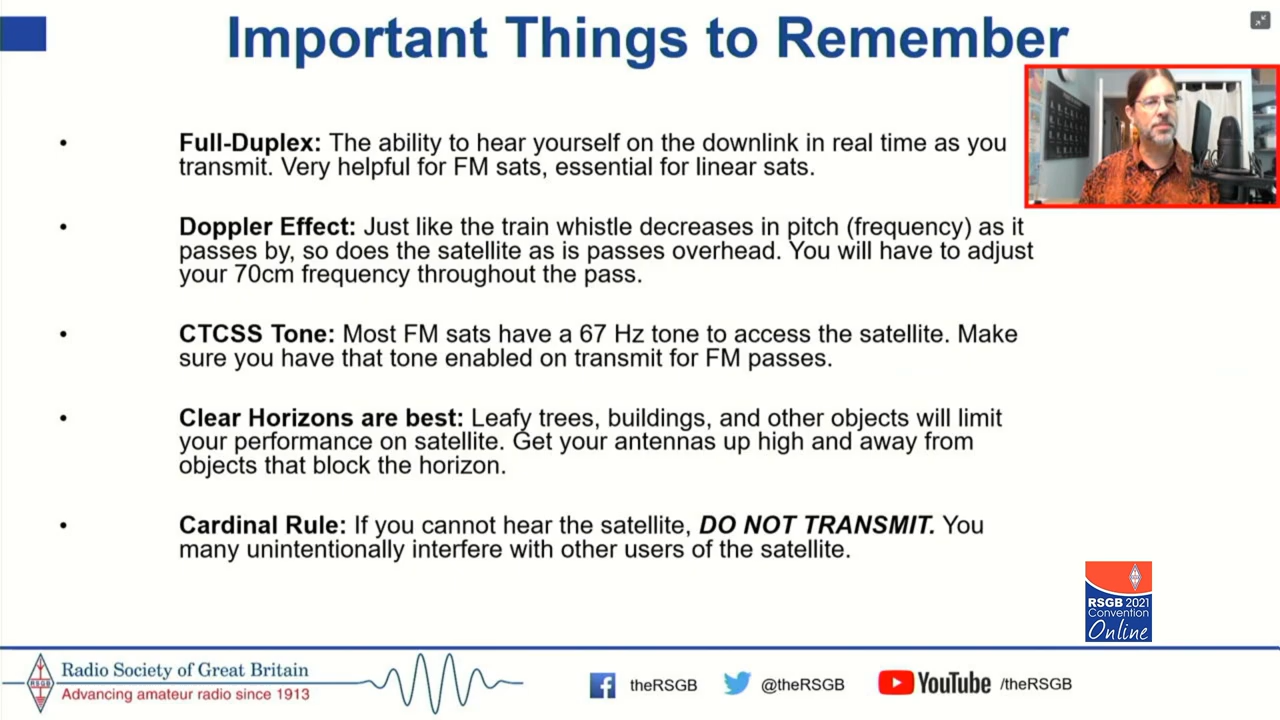 Important Things to Remember
• Full-Duplex: The ability to hear yourself on the downlink in real time as you
transmit. Very helpful for FM sats, essential for linear sats.
• Doppler Effect: Just like the train whistle decreases in pitch (frequency) as it
passes by, so does the satellite as is passes overhead. You will have to adjust
your 70cm frequency throughout the pass.
• CTCSS Tone: Most FM sats have a 67 Hz tone to access the satellite. Make
sure you have that tone enabled on transmit for FM passes.
• Clear Horizons are best: Leafy trees, buildings, and other objects will limit
your performance on satellite. Get your antennas up high and away from
objects that block the horizon.
• Cardinal Rule: If you cannot hear the satellite, DO NOT TRANSMIT. You
many unintentionally interfere with other users of the satellite.
RSGB 2021
Convention
Online
RSGB
Radio Society of Great Britain
Advancing amateur radio since 1913
theRSGB
@theRSGB
YouTube /theRSGB